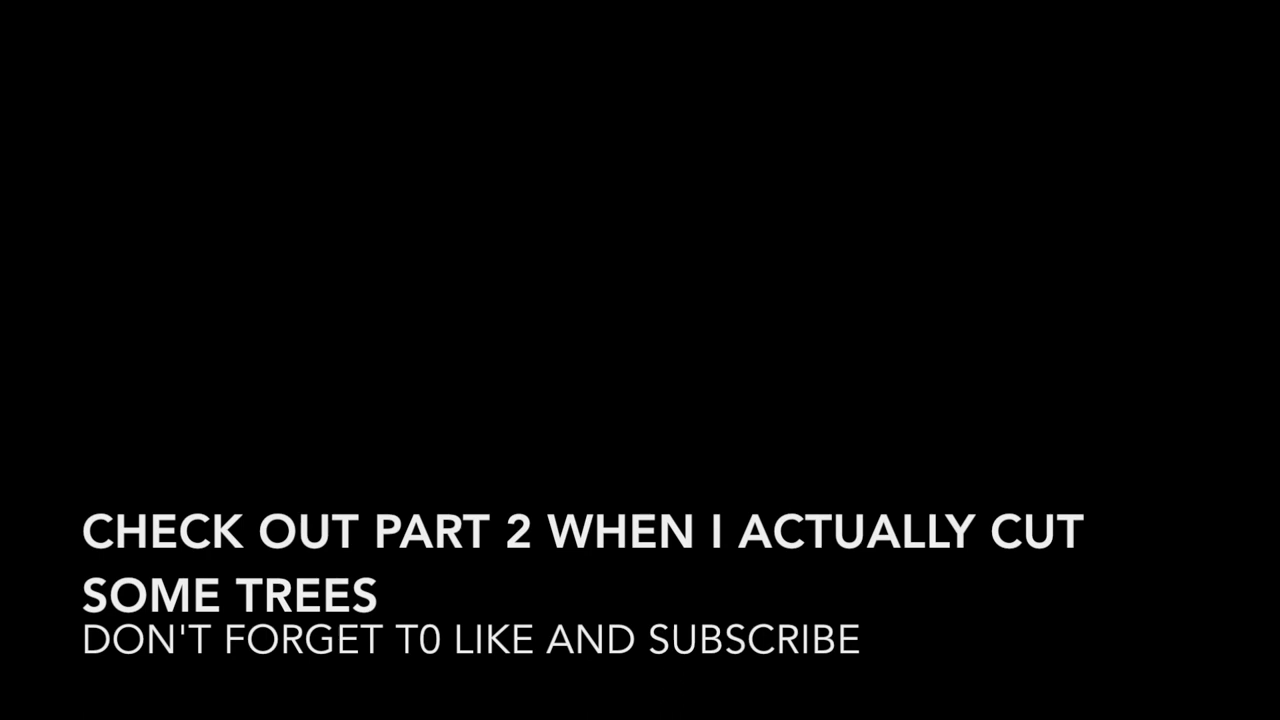 CHECK OUT PART 2 WHEN I ACTUALLY CUT
SOME TREES
DON'T FORGET T0 LIKE AND SUBSCRIBE